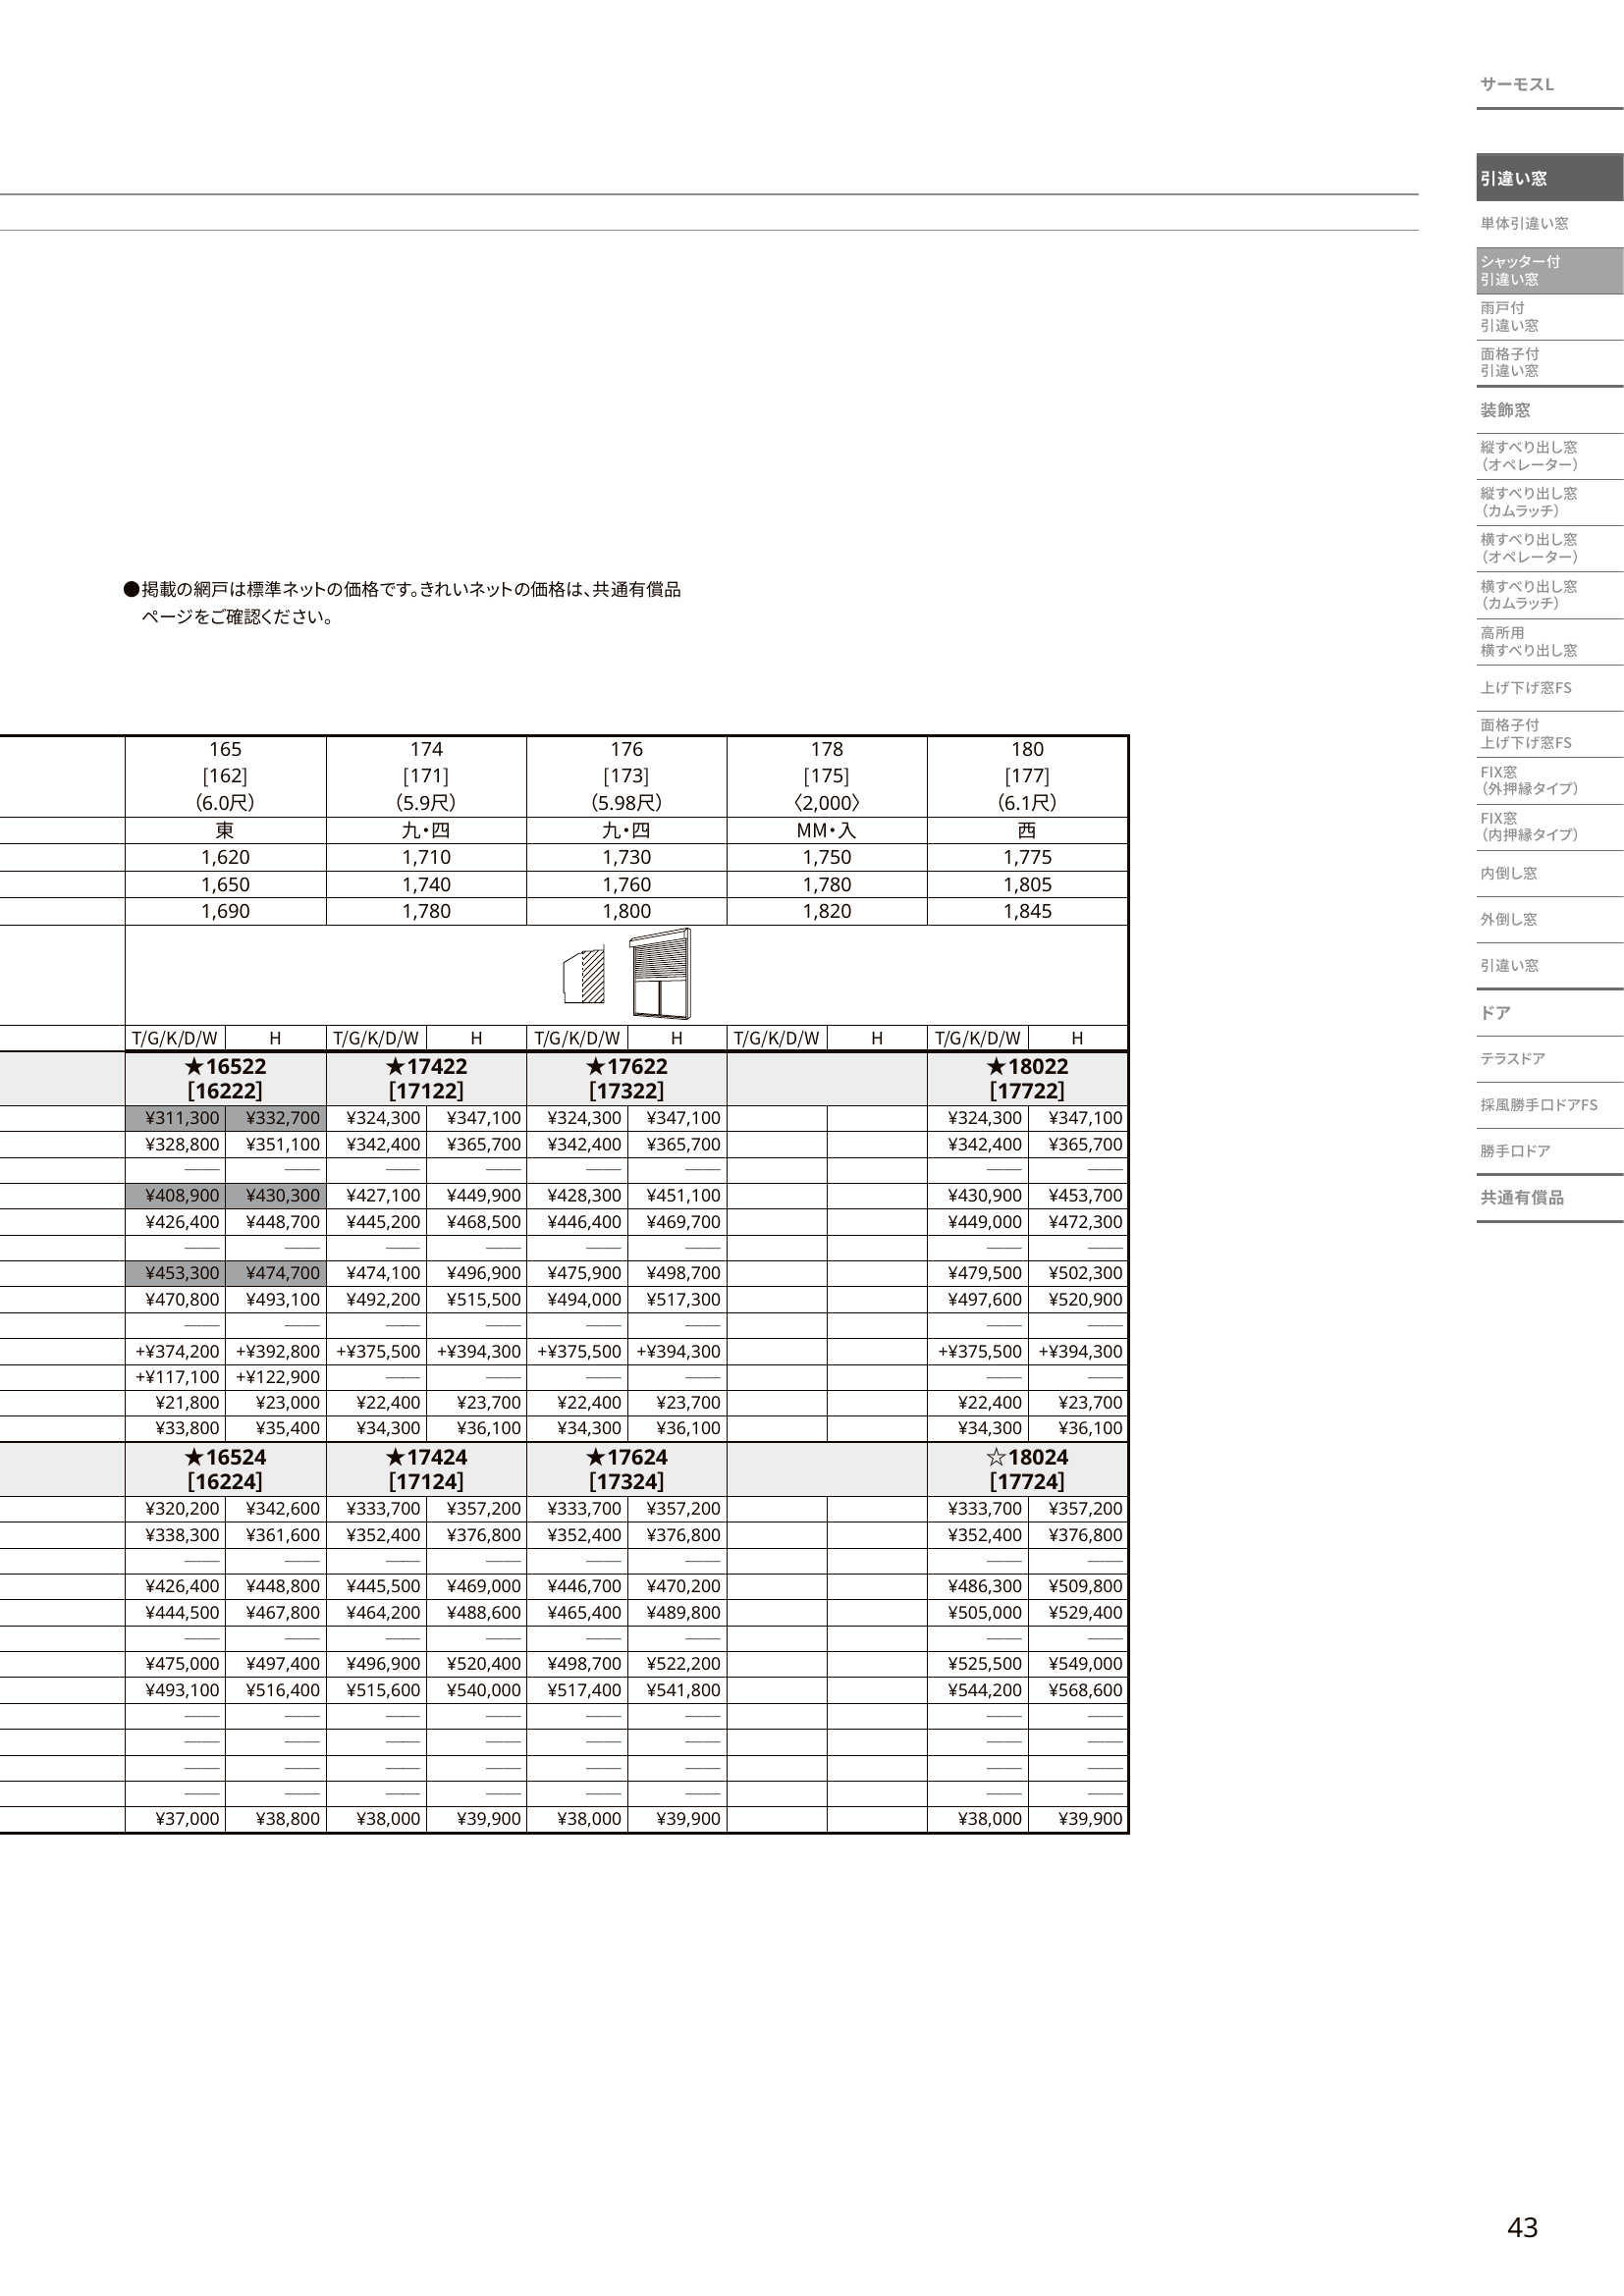 サーモスL
引違い窓
単体引違い窓
シャッター付
引違い窓
雨戸付
引違い窓
面格子付
引違い窓
装飾窓
縦すべり出し窓
（オペレーター）
縦すべり出し窓
（カムラッチ）
横すべり出し窓
（オペレーター）
横すべり出し窓
（カムラッチ）
高所用
横すべり出し窓
上げ下げ窓FS
面格子付
上げ下げ窓FS
FIX窓
（外押縁タイプ）
FIX窓
（内押縁タイプ）
内倒し窓
外倒し窓
引違い窓
ドア
テラスドア
採風勝手口ドアFS
勝手口ドア
共通有償品
●掲載の網戸は標準ネットの価格です。きれいネットの価格は、共通有償品
ページをご確認ください。
165 174 176 178 180
[162] [171] [173] [175] [177]
（6.0尺） （5.9尺） （5.98尺） 〈2,000〉 （6.1尺）
東 九・四 九・四 MM・入 西
1,620 1,710 1,730 1,750 1,775
1,650 1,740 1,760 1,780 1,805
1,690 1,780 1,800 1,820 1,845
T/G/K/D/W H T/G/K/D/W H T/G/K/D/W H T/G/K/D/W H T/G/K/D/W H
★16522 ★17422 ★17622 ★18022
[16222] [17122] [17322] [17722]
¥311,300 ¥332,700 ¥324,300 ¥347,100 ¥324,300 ¥347,100 ¥324,300 ¥347,100
¥328,800 ¥351,100 ¥342,400 ¥365,700 ¥342,400 ¥365,700 ¥342,400 ¥365,700
—— —— —— —— —— —— —— ——
¥408,900 ¥430,300 ¥427,100 ¥449,900 ¥428,300 ¥451,100 ¥430,900 ¥453,700
¥426,400 ¥448,700 ¥445,200 ¥468,500 ¥446,400 ¥469,700 ¥449,000 ¥472,300
—— —— —— —— —— —— —— ——
¥453,300 ¥474,700 ¥474,100 ¥496,900 ¥475,900 ¥498,700 ¥479,500 ¥502,300
¥470,800 ¥493,100 ¥492,200 ¥515,500 ¥494,000 ¥517,300 ¥497,600 ¥520,900
—— —— —— —— —— —— —— ——
+¥374,200 +¥392,800 +¥375,500 +¥394,300 +¥375,500 +¥394,300 +¥375,500 +¥394,300
+¥117,100 +¥122,900 —— —— —— —— —— ——
¥21,800 ¥23,000 ¥22,400 ¥23,700 ¥22,400 ¥23,700 ¥22,400 ¥23,700
¥33,800 ¥35,400 ¥34,300 ¥36,100 ¥34,300 ¥36,100 ¥34,300 ¥36,100
★16524 ★17424 ★17624 ☆18024
[16224] [17124] [17324] [17724]
¥320,200 ¥342,600 ¥333,700 ¥357,200 ¥333,700 ¥357,200 ¥333,700 ¥357,200
¥338,300 ¥361,600 ¥352,400 ¥376,800 ¥352,400 ¥376,800 ¥352,400 ¥376,800
—— —— —— —— —— —— —— ——
¥426,400 ¥448,800 ¥445,500 ¥469,000 ¥446,700 ¥470,200 ¥486,300 ¥509,800
¥444,500 ¥467,800 ¥464,200 ¥488,600 ¥465,400 ¥489,800 ¥505,000 ¥529,400
—— —— —— —— —— —— —— ——
¥475,000 ¥497,400 ¥496,900 ¥520,400 ¥498,700 ¥522,200 ¥525,500 ¥549,000
¥493,100 ¥516,400 ¥515,600 ¥540,000 ¥517,400 ¥541,800 ¥544,200 ¥568,600
—— —— —— —— —— —— —— ——
—— —— —— —— —— —— —— ——
—— —— —— —— —— —— —— ——
—— —— —— —— —— —— —— ——
¥37,000 ¥38,800 ¥38,000 ¥39,900 ¥38,000 ¥39,900 ¥38,000 ¥39,900
43